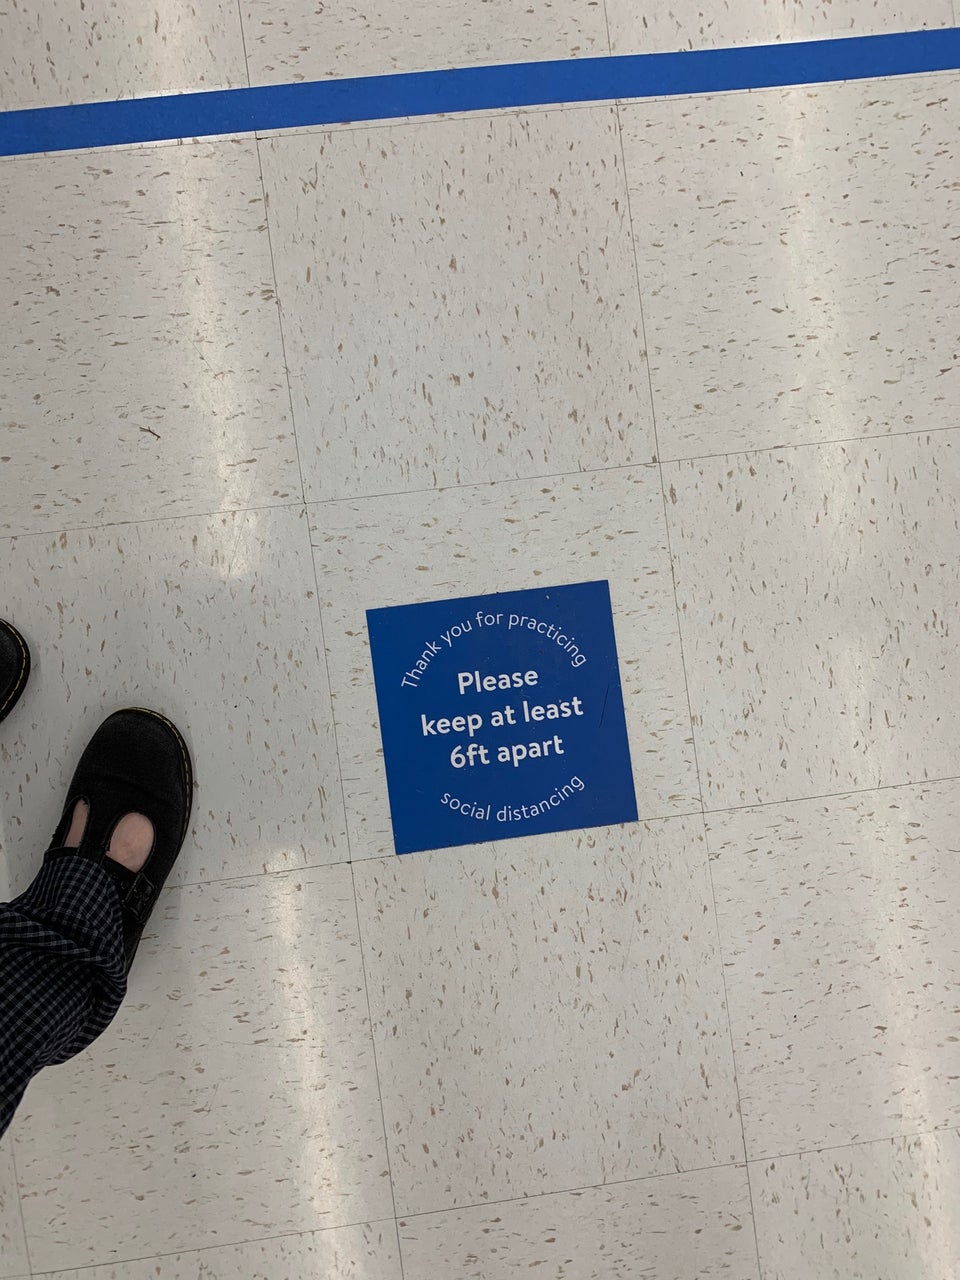 Thank you for practicing
Please
keep at least
6ft apart
social distancing